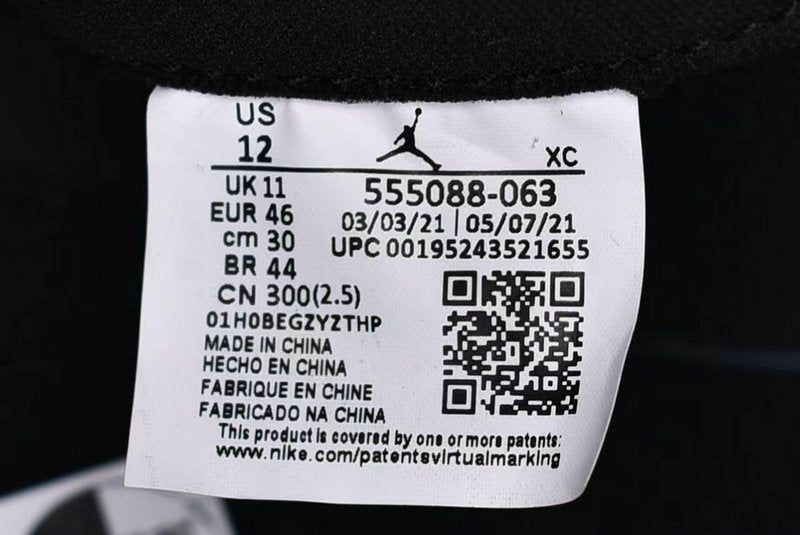 US
12
XC
UK 11
EUR 46
cm 30
BR 44
CN 300(2.5)
555088-063
03/03/21 | 05/07/21
UPC 00195243521655
01H0BEGZYZTHP
MADE IN CHINA
HECHO EN CHINA
FABRIQUE EN CHINE
FABRICADO NA CHINA
This product is covered by one or more patents:
www.nike.com/patentsvirtualmarking